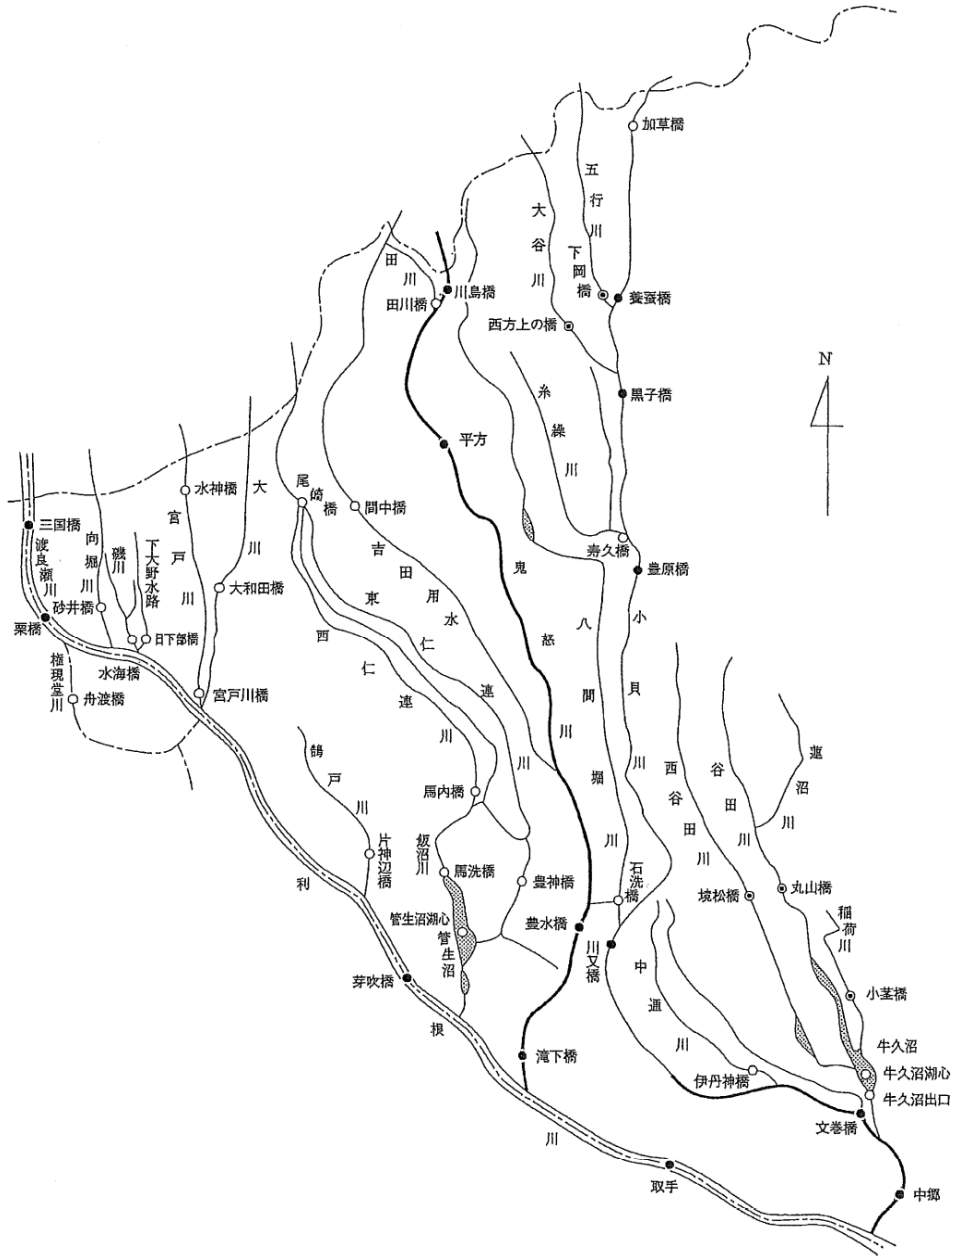 加草橋
五行川
大谷川
下岡橋
養蚕橋
田川
川島橋
田川橋
西方上の橋
N
黒子橋
糸繰川
平方
尾崎橋
間中橋
水神橋
大川
宮戸川
三国橋
渡良瀬川
向堀川
磯川
下大野水路
寿久橋
豊原橋
鬼怒川
吉田用水
大和田橋
砂井橋
栗橋
日下部橋
東仁連川
西仁連川
八間堀川
小貝川
水海橋
権現堂川
舟渡橋
宮戸川橋
鵠戸川
西谷田川
谷田川
蓮沼川
馬内橋
飯沼川
片神辺橋
馬洗橋
豊神橋
石洗橋
境松橋
丸山橋
稲荷川
菅生沼湖心
菅生沼
豊水橋
川又橋
芽吹橋
中通川
小茎橋
牛久沼
牛久沼湖心
牛久沼出口
滝下橋
伊丹神橋
文巻橋
利根川
取手
中郷